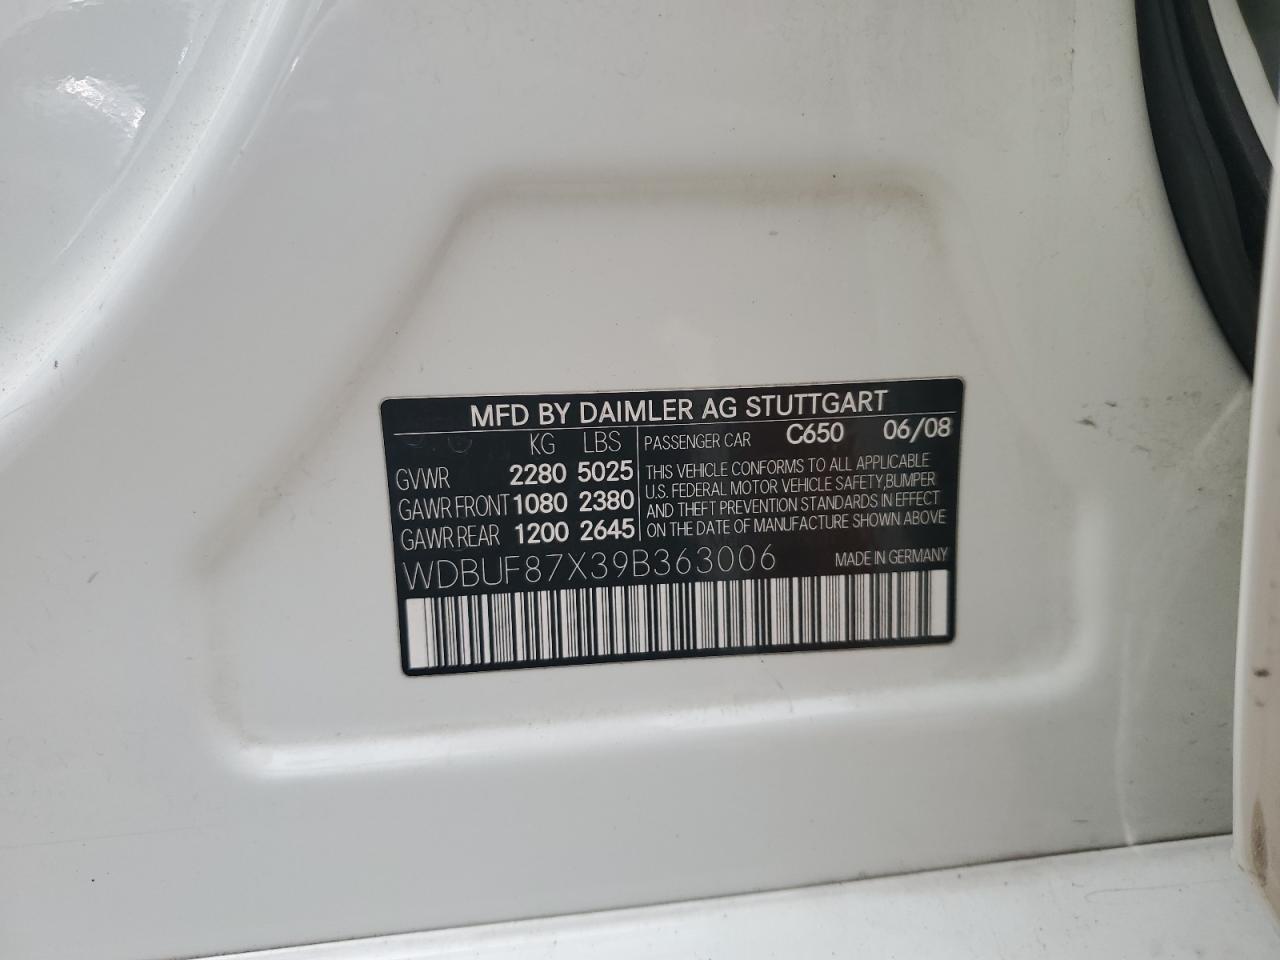 MFD BY DAIMLER AG STUTTGART
KG LBS PASSENGER CAR C650 06/08
GVWR 2280 5025
GAWR FRONT 1080 2380
GAWR REAR 1200 2645
THIS VEHICLE CONFORMS TO ALL APPLICABLE
U.S. FEDERAL MOTOR VEHICLE SAFETY,BUMPER
AND THEFT PREVENTION STANDARDS IN EFFECT
ON THE DATE OF MANUFACTURE SHOWN ABOVE
WDBUF87X39B363006 MADE IN GERMANY